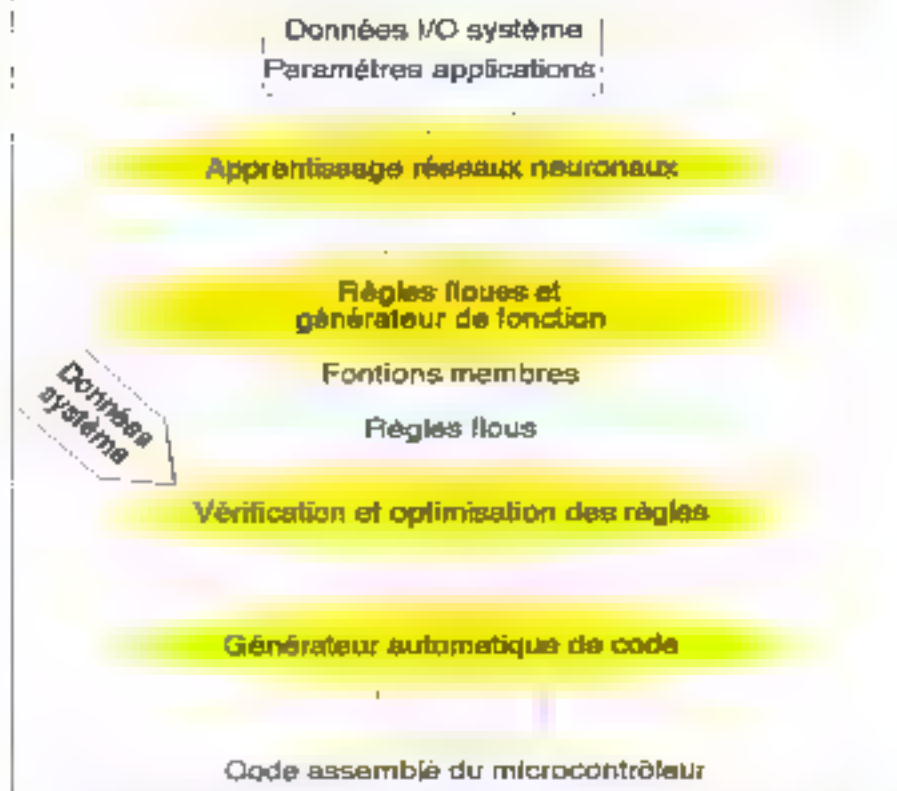 Données I/O système
Paramétres applications
Apprentissage réseaux neuronaux
Règles floues et
générateur de fonction
Fontions membres
Données
système
Règles flous
Vérification et optimisation des règles
Générateur automatique de code
Code assemblé du microcontrôleur